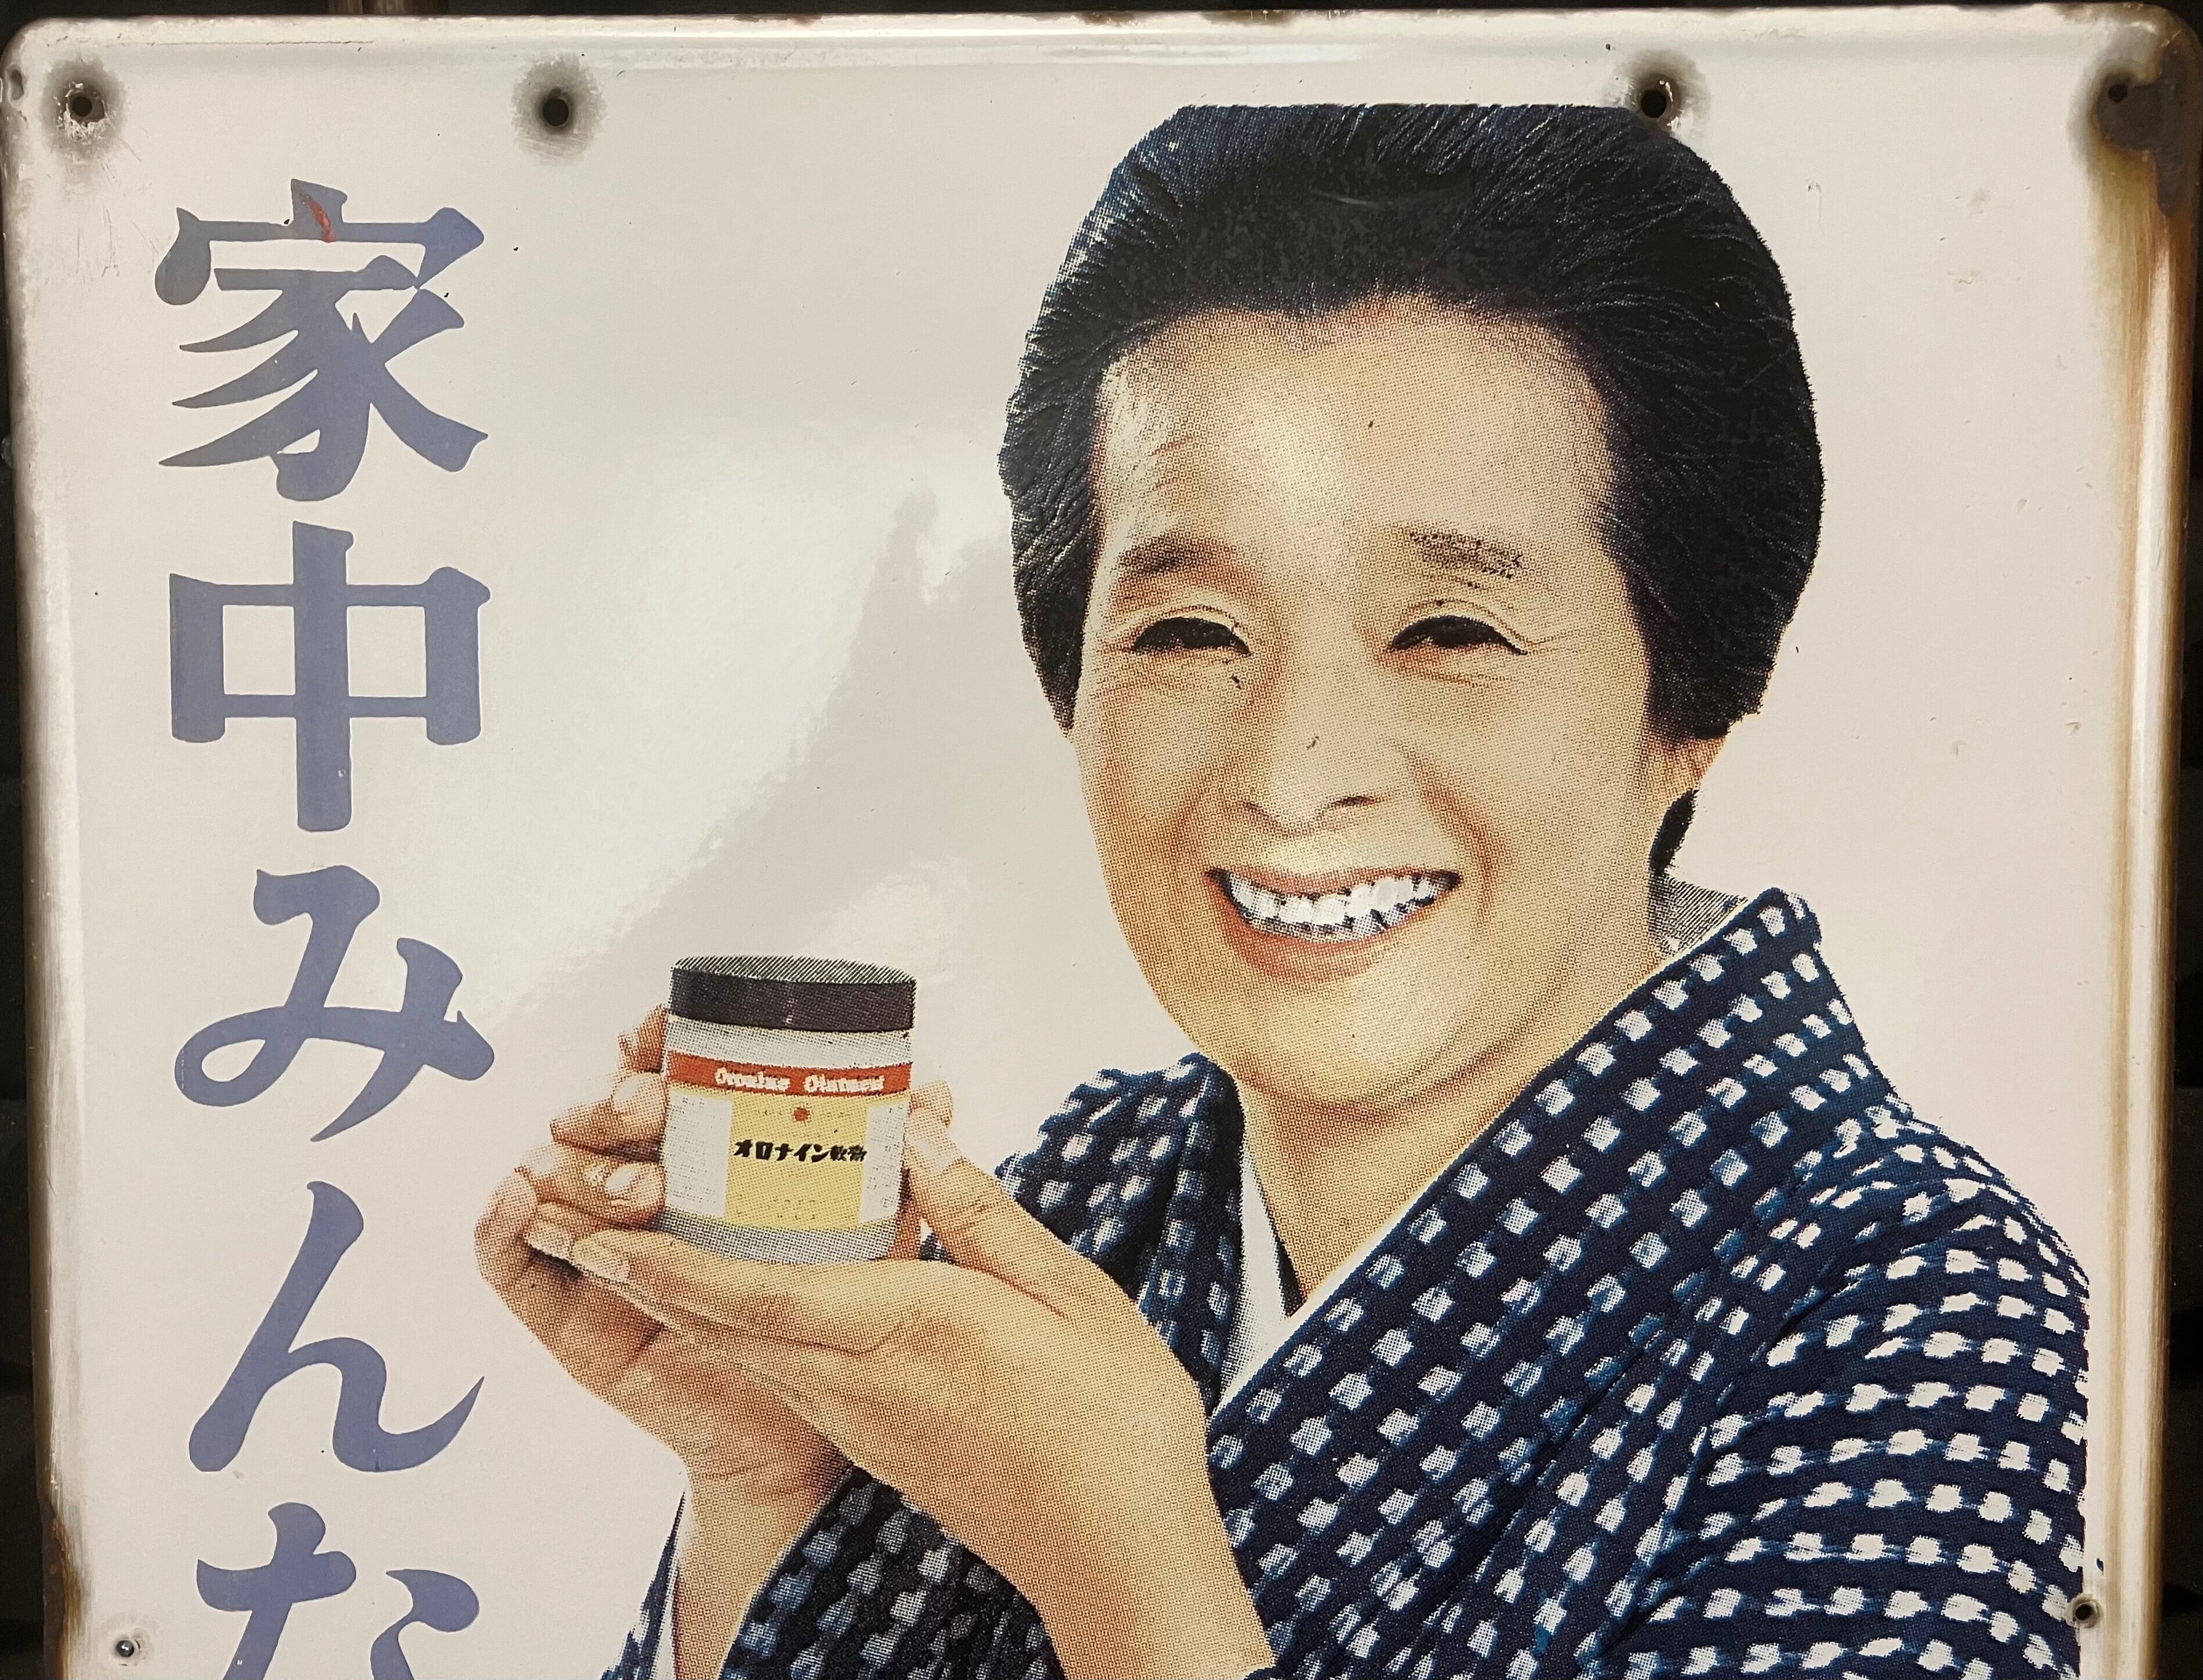 家中みんな
Oronine Ointment
オロナイン軟膏